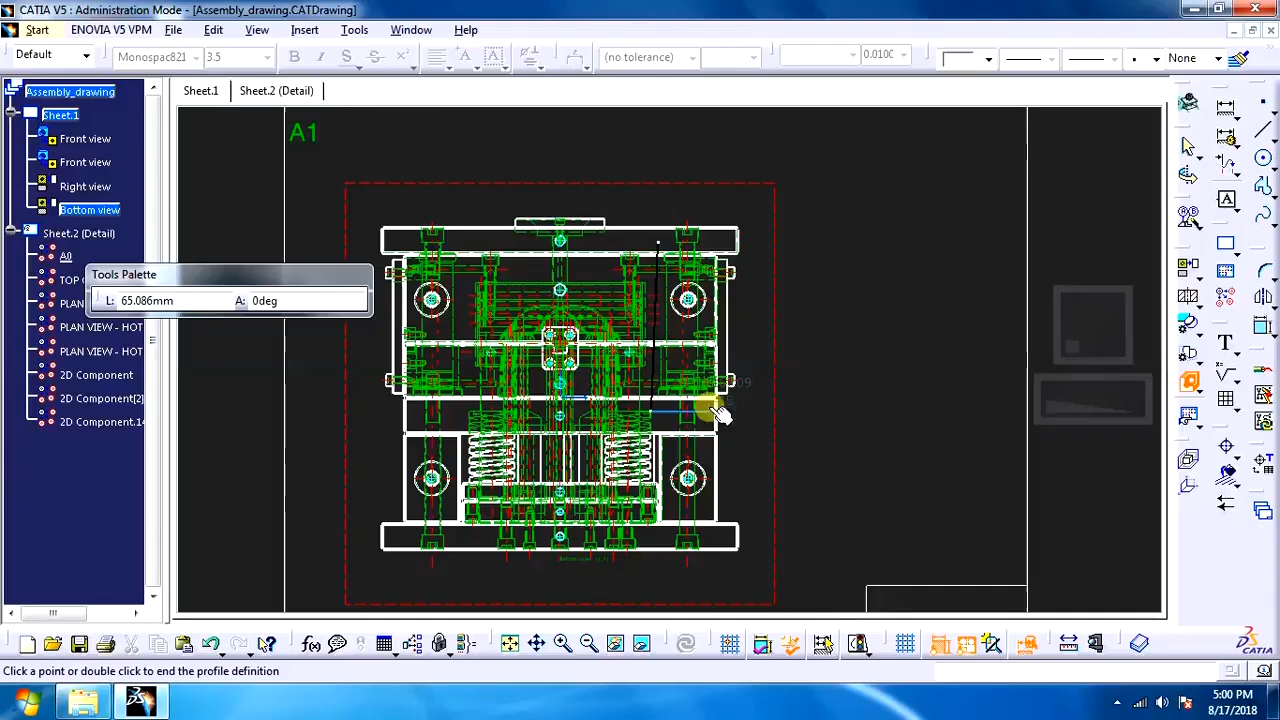 CATIA V5 : Administration Mode - [Assembly_drawing.CATDrawing]
Start ENOVIA V5 VPM File Edit View Insert Tools Window Help
Default Monospac821 3.5 (no tolerance) 0.010( None
Assembly_drawing
Sheet.1
Front view
Front view
Right view
Bottom view
Sheet.2 (Detail)
A0
TOP
PLAN
PLAN VIEW - HOT
PLAN VIEW - HOT
2D Component
2D Component[2]
2D Component.14
Sheet.1 Sheet.2 (Detail)
A1
Tools Palette
L: 65.086mm A: 0deg
Click a point or double click to end the profile definition
CATIA
5:00 PM
8/17/2018